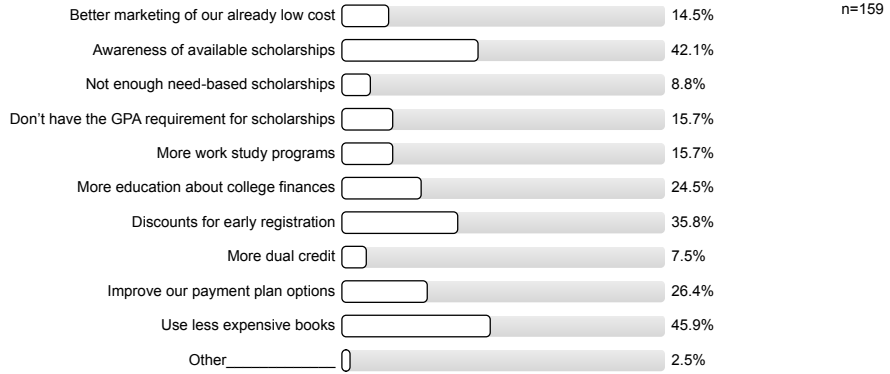 n=159
Better marketing of our already low cost 14.5%
Awareness of available scholarships 42.1%
Not enough need-based scholarships 8.8%
Don’t have the GPA requirement for scholarships 15.7%
More work study programs 15.7%
More education about college finances 24.5%
Discounts for early registration 35.8%
More dual credit 7.5%
Improve our payment plan options 26.4%
Use less expensive books 45.9%
Other_____________ 2.5%